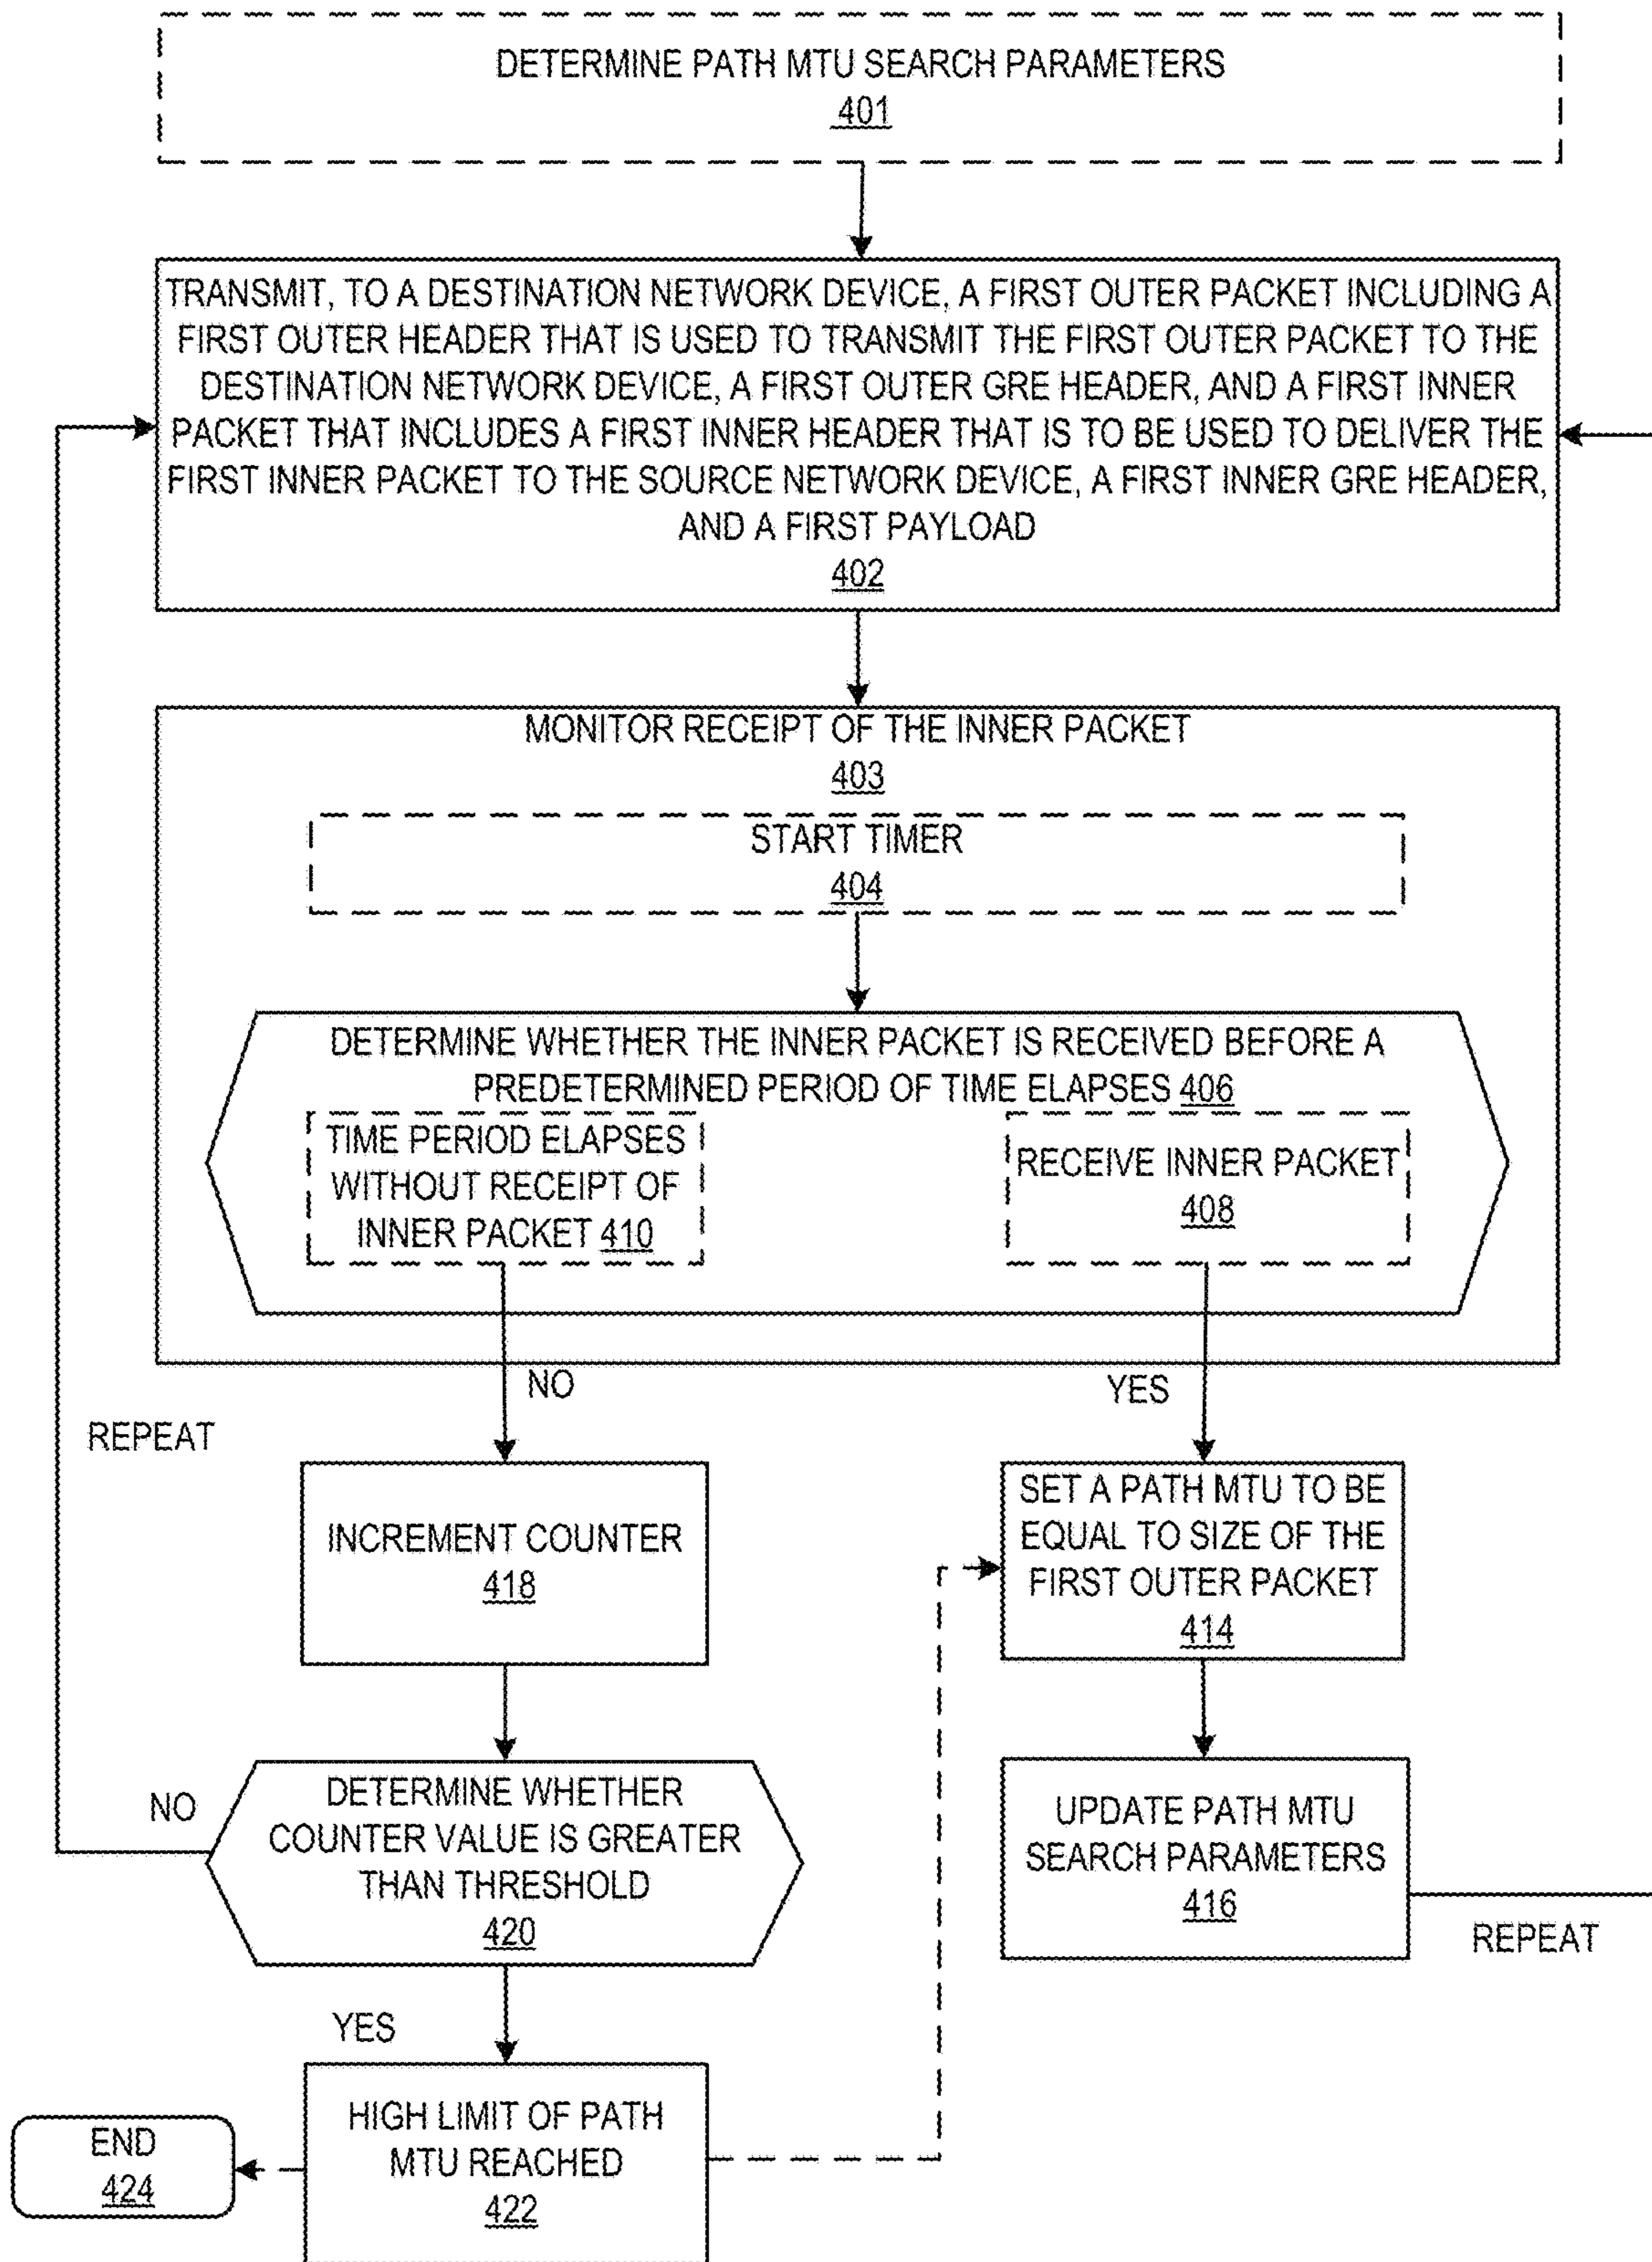 DETERMINE PATH MTU SEARCH PARAMETERS
401
TRANSMIT, TO A DESTINATION NETWORK DEVICE, A FIRST OUTER PACKET INCLUDING A
FIRST OUTER HEADER THAT IS USED TO TRANSMIT THE FIRST OUTER PACKET TO THE
DESTINATION NETWORK DEVICE, A FIRST OUTER GRE HEADER, AND A FIRST INNER
PACKET THAT INCLUDES A FIRST INNER HEADER THAT IS TO BE USED TO DELIVER THE
FIRST INNER PACKET TO THE SOURCE NETWORK DEVICE, A FIRST INNER GRE HEADER,
AND A FIRST PAYLOAD
402
MONITOR RECEIPT OF THE INNER PACKET
403
START TIMER
404
DETERMINE WHETHER THE INNER PACKET IS RECEIVED BEFORE A
PREDETERMINED PERIOD OF TIME ELAPSES 406
TIME PERIOD ELAPSES
WITHOUT RECEIPT OF
INNER PACKET 410
RECEIVE INNER PACKET
408
NO
YES
REPEAT
INCREMENT COUNTER
418
SET A PATH MTU TO BE
EQUAL TO SIZE OF THE
FIRST OUTER PACKET
414
NO
DETERMINE WHETHER
COUNTER VALUE IS GREATER
THAN THRESHOLD
420
UPDATE PATH MTU
SEARCH PARAMETERS
416
REPEAT
YES
HIGH LIMIT OF PATH
MTU REACHED
422
END
424